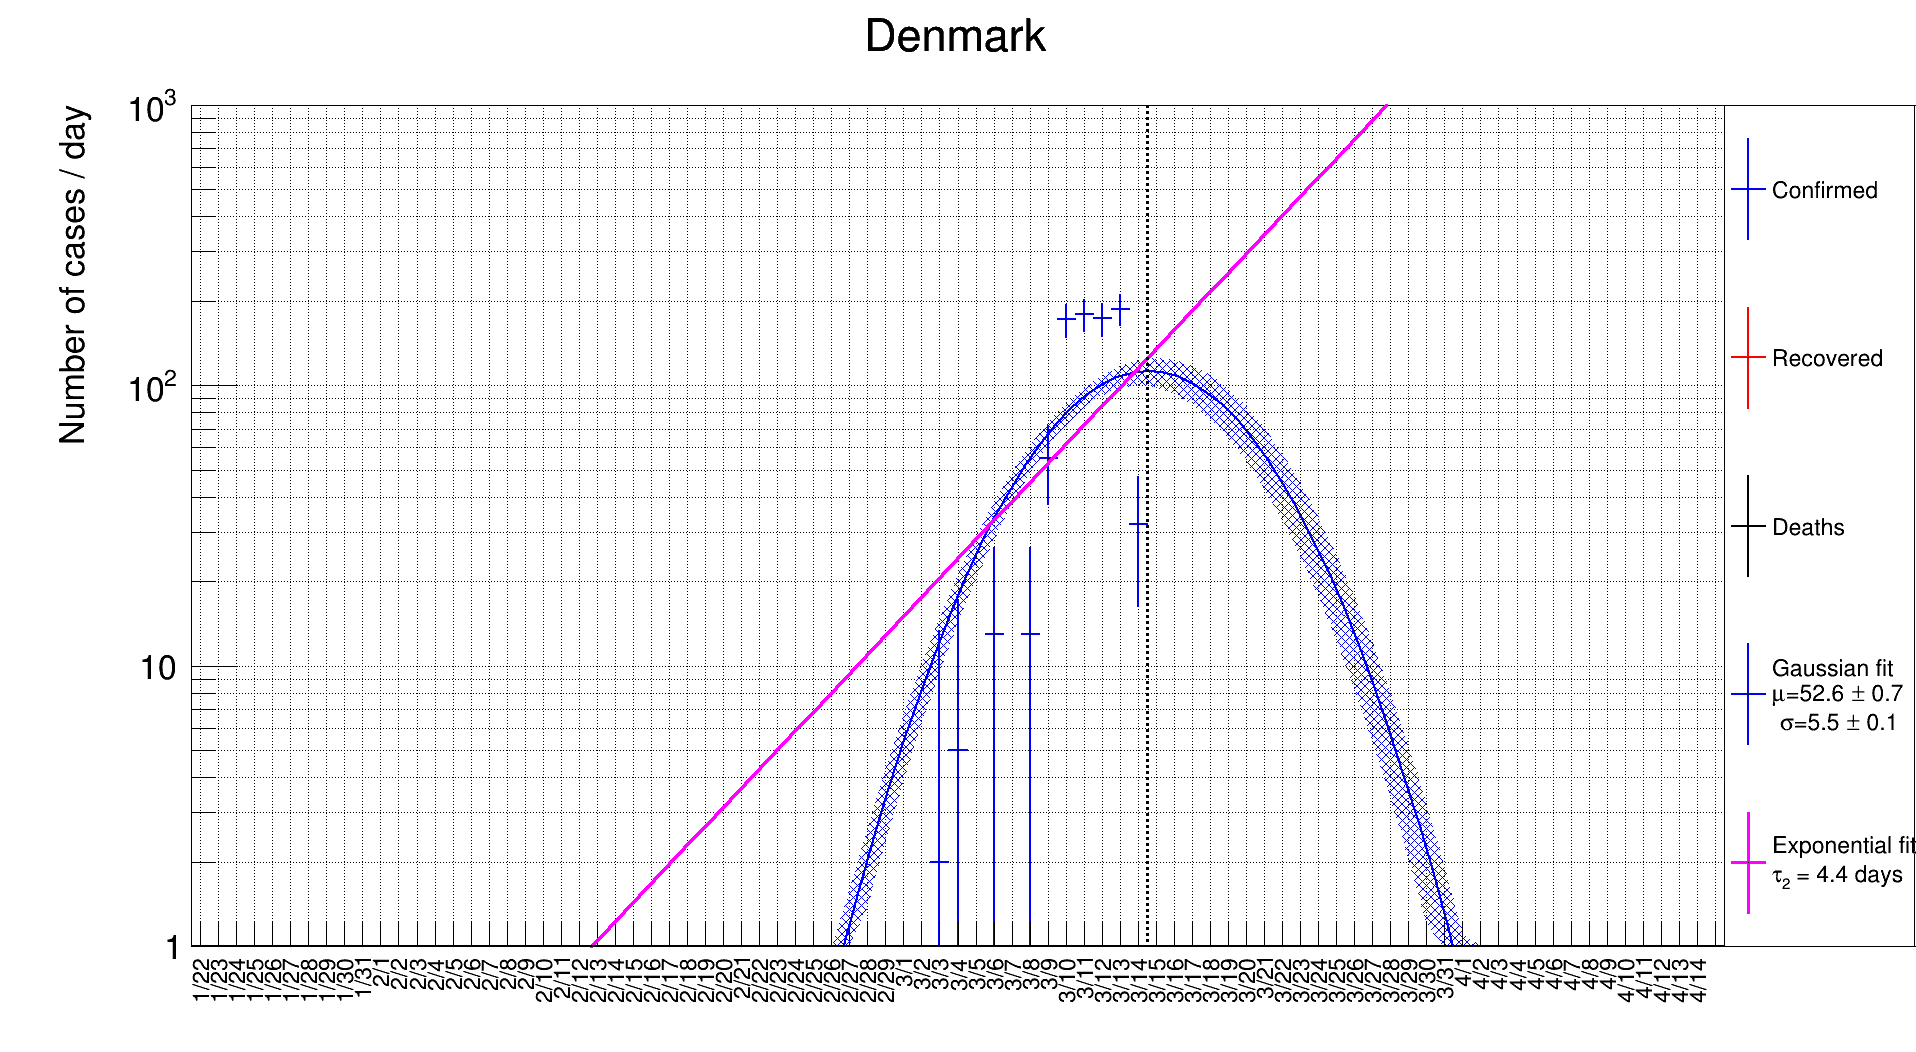 Denmark
Number of cases / day
10³
10²
10
1
1/22 1/23 1/24 1/25 1/26 1/27 1/28 1/29 1/30 1/31 2/1 2/2 2/3 2/4 2/5 2/6 2/7 2/8 2/9 2/10 2/11 2/12 2/13 2/14 2/15 2/16 2/17 2/18 2/19 2/20 2/21 2/22 2/23 2/24 2/25 2/26 2/27 2/28 2/29 3/1 3/2 3/3 3/4 3/5 3/6 3/7 3/8 3/9 3/10 3/11 3/12 3/13 3/14 3/15 3/16 3/17 3/18 3/19 3/20 3/21 3/22 3/23 3/24 3/25 3/26 3/27 3/28 3/29 3/30 3/31 4/1 4/2 4/3 4/4 4/5 4/6 4/7 4/8 4/9 4/10 4/11 4/12 4/13 4/14
Confirmed
Recovered
Deaths
Gaussian fit
μ=52.6 ± 0.7
σ=5.5 ± 0.1
Exponential fit
τ₂ = 4.4 days